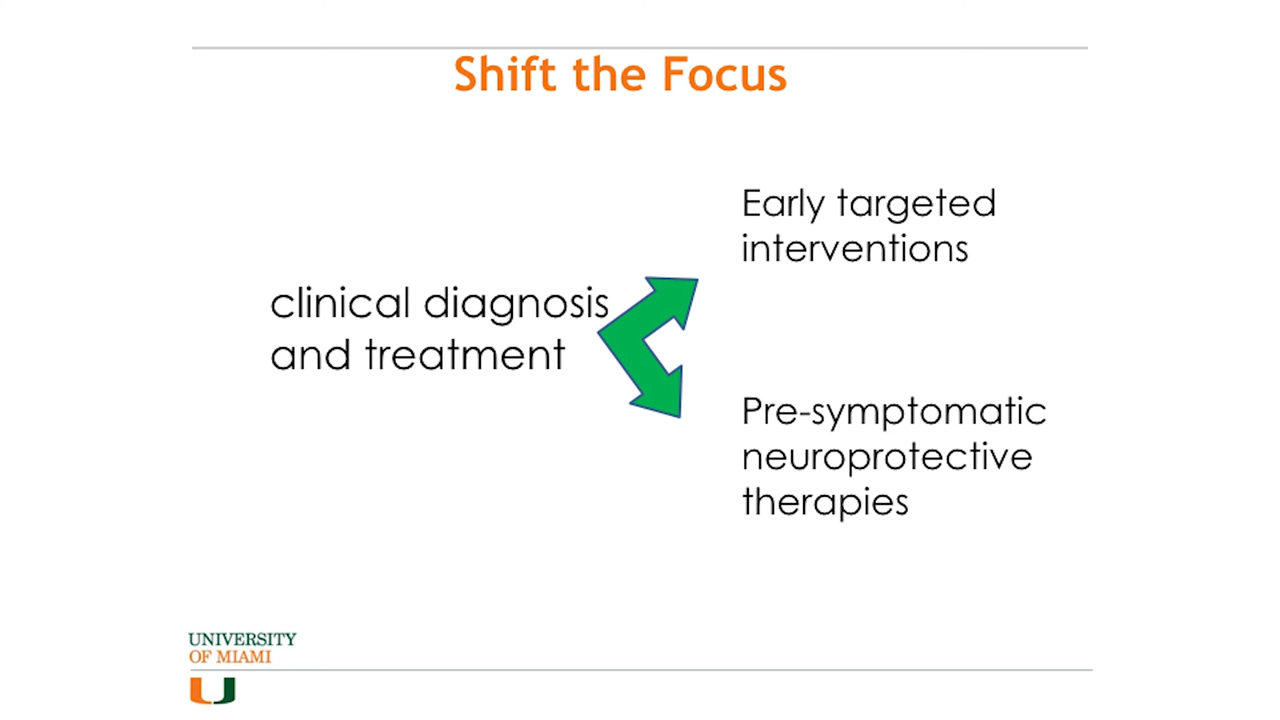 Shift the Focus
clinical diagnosis
and treatment
Early targeted
interventions
Pre-symptomatic
neuroprotective
therapies
UNIVERSITY
OF MIAMI
U